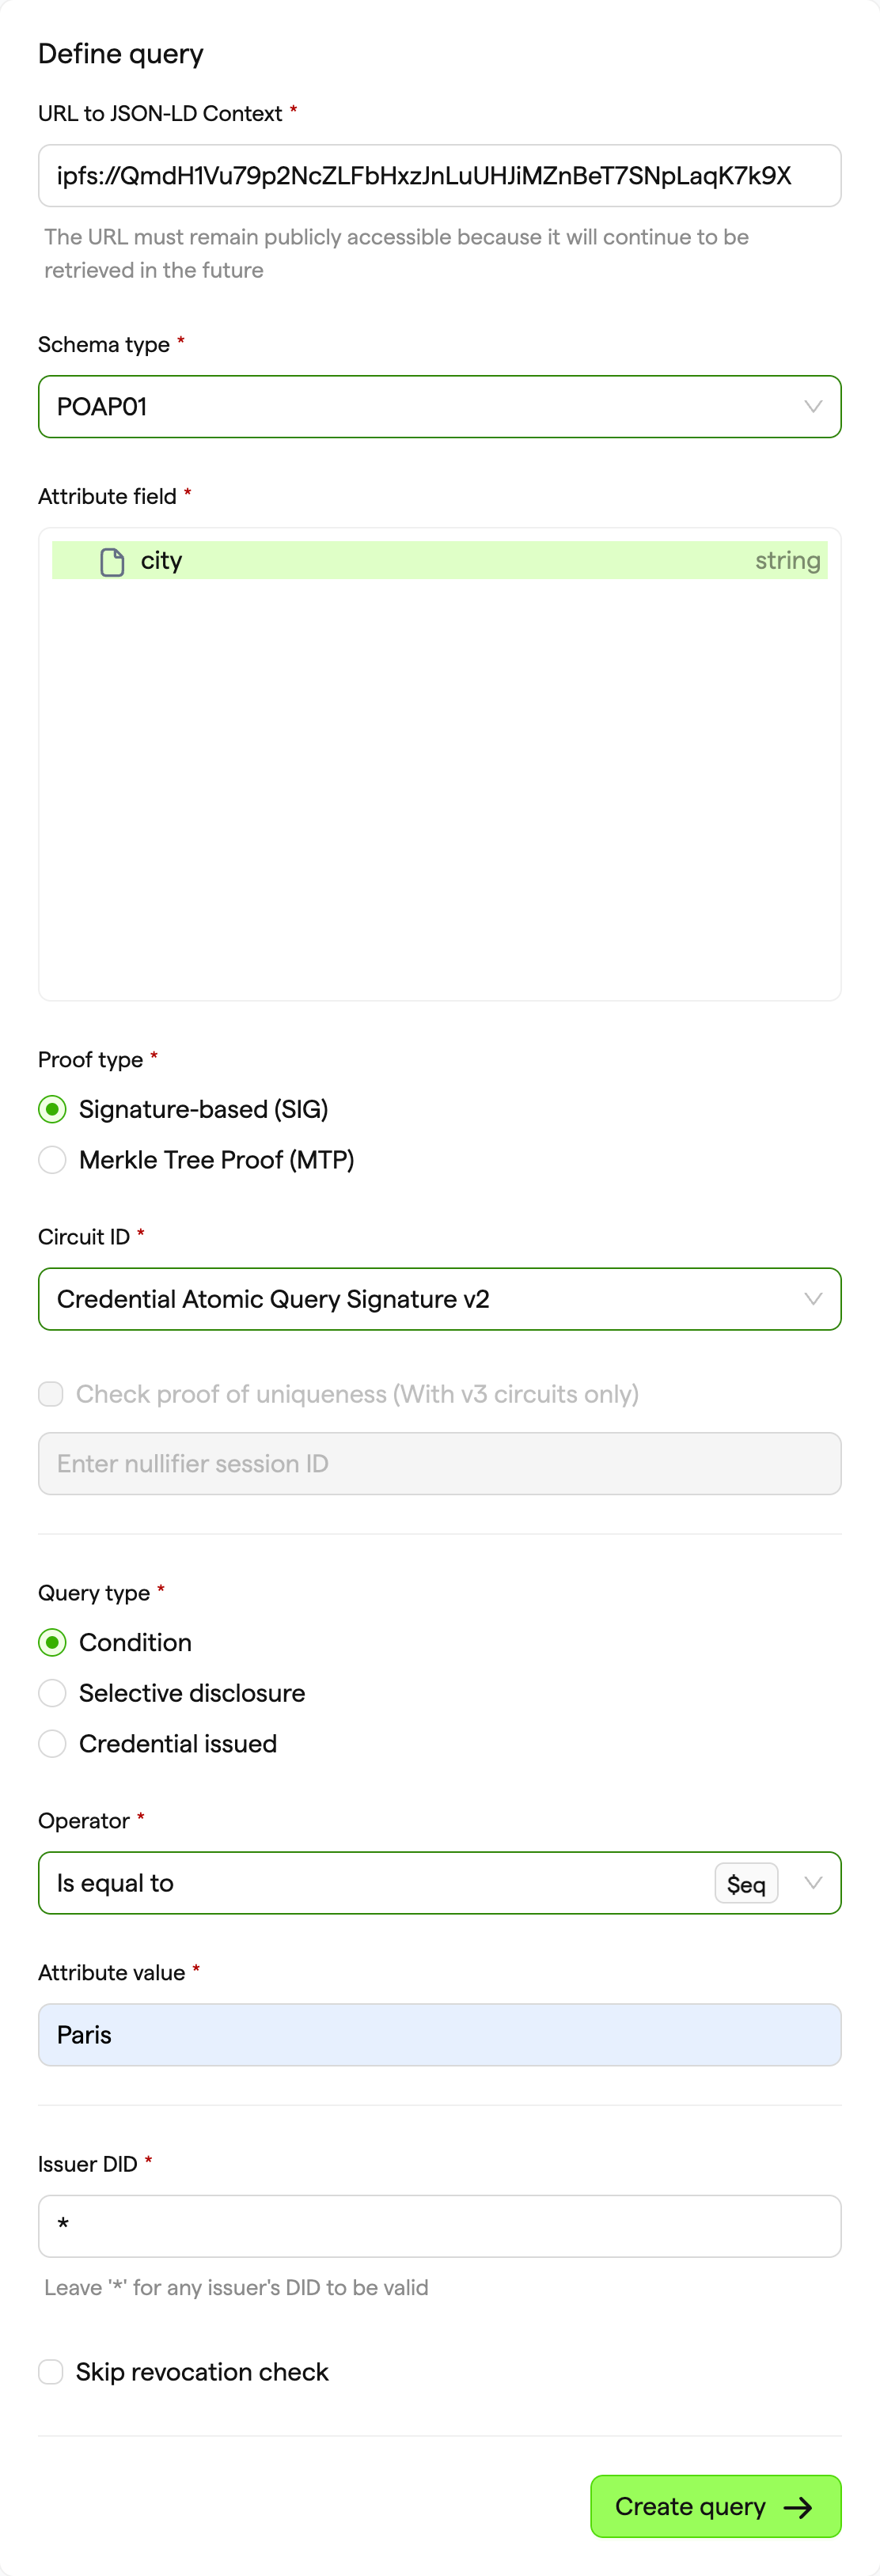 Define query
URL to JSON-LD Context *
ipfs://QmdH1Vu79p2NcZLFbHxzJnLuUHJiMZnBeT7SNpLaqK7k9X
The URL must remain publicly accessible because it will continue to be
retrieved in the future
Schema type *
POAP01
Attribute field *
city string
Proof type *
Signature-based (SIG)
Merkle Tree Proof (MTP)
Circuit ID *
Credential Atomic Query Signature v2
Check proof of uniqueness (With v3 circuits only)
Enter nullifier session ID
Query type *
Condition
Selective disclosure
Credential issued
Operator *
Is equal to $eq
Attribute value *
Paris
Issuer DID *
*
Leave '*' for any issuer's DID to be valid
Skip revocation check
Create query →